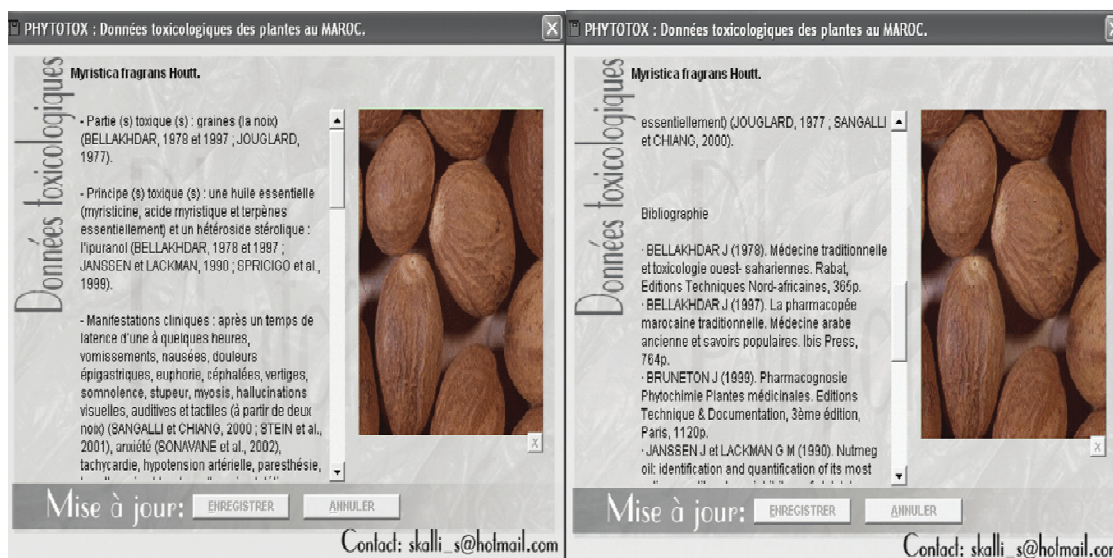 PHYTOTOX : Données toxicologiques des plantes au MAROC.
X
Données toxicologiques
Myristica fragrans Houtt.
- Partie (s) toxique (s) : graines (la noix)
(BELLAKHDAR, 1978 et 1997 ; JOUGLARD,
1977).
- Principe (s) toxique (s) : une huile essentielle
(myristicine, acide myristique et terpènes
essentiellement) et un hétéroside stérolique :
l'ipuranol (BELLAKHDAR, 1978 et 1997 ;
JANSSEN et LACKMAN, 1990 ; SPRICIGO et al.,
1999).
- Manifestations cliniques : après un temps de
latence d'une à quelques heures,
vomissements, nausées, douleurs
épigastriques, euphorie, céphalées, vertiges,
somnolence, stupeur, myosis, hallucinations
visuelles, auditives et tactiles (à partir de deux
noix) (SANGALLI et CHIANG, 2000 ; STEIN et al.,
2001), anxiété (SONAVANE et al., 2002),
tachycardie, hypotension artérielle, paresthésie,
X
Mise à jour:
ENREGISTRER
ANNULER
Contact: skalli_s@hotmail.com
PHYTOTOX : Données toxicologiques des plantes au MAROC.
X
Données toxicologiques
Myristica fragrans Houtt.
essentiellement) (JOUGLARD, 1977 ; SANGALLI
et CHIANG, 2000).
Bibliographie
· BELLAKHDAR J (1978). Médecine traditionnelle
et toxicologie ouest- sahariennes. Rabat,
Editions Techniques Nord-africaines, 365p.
· BELLAKHDAR J (1997). La pharmacopée
marocaine traditionnelle. Médecine arabe
ancienne et savoirs populaires. Ibis Press,
764p.
· BRUNETON J (1999). Pharmacognosie
Phytochimie Plantes médicinales. Editions
Technique & Documentation, 3ème édition,
Paris, 1120p.
· JANSSEN J et LACKMAN G M (1990). Nutmeg
oil: identification and quantification of its most
X
Mise à jour:
ENREGISTRER
ANNULER
Contact: skalli_s@hotmail.com